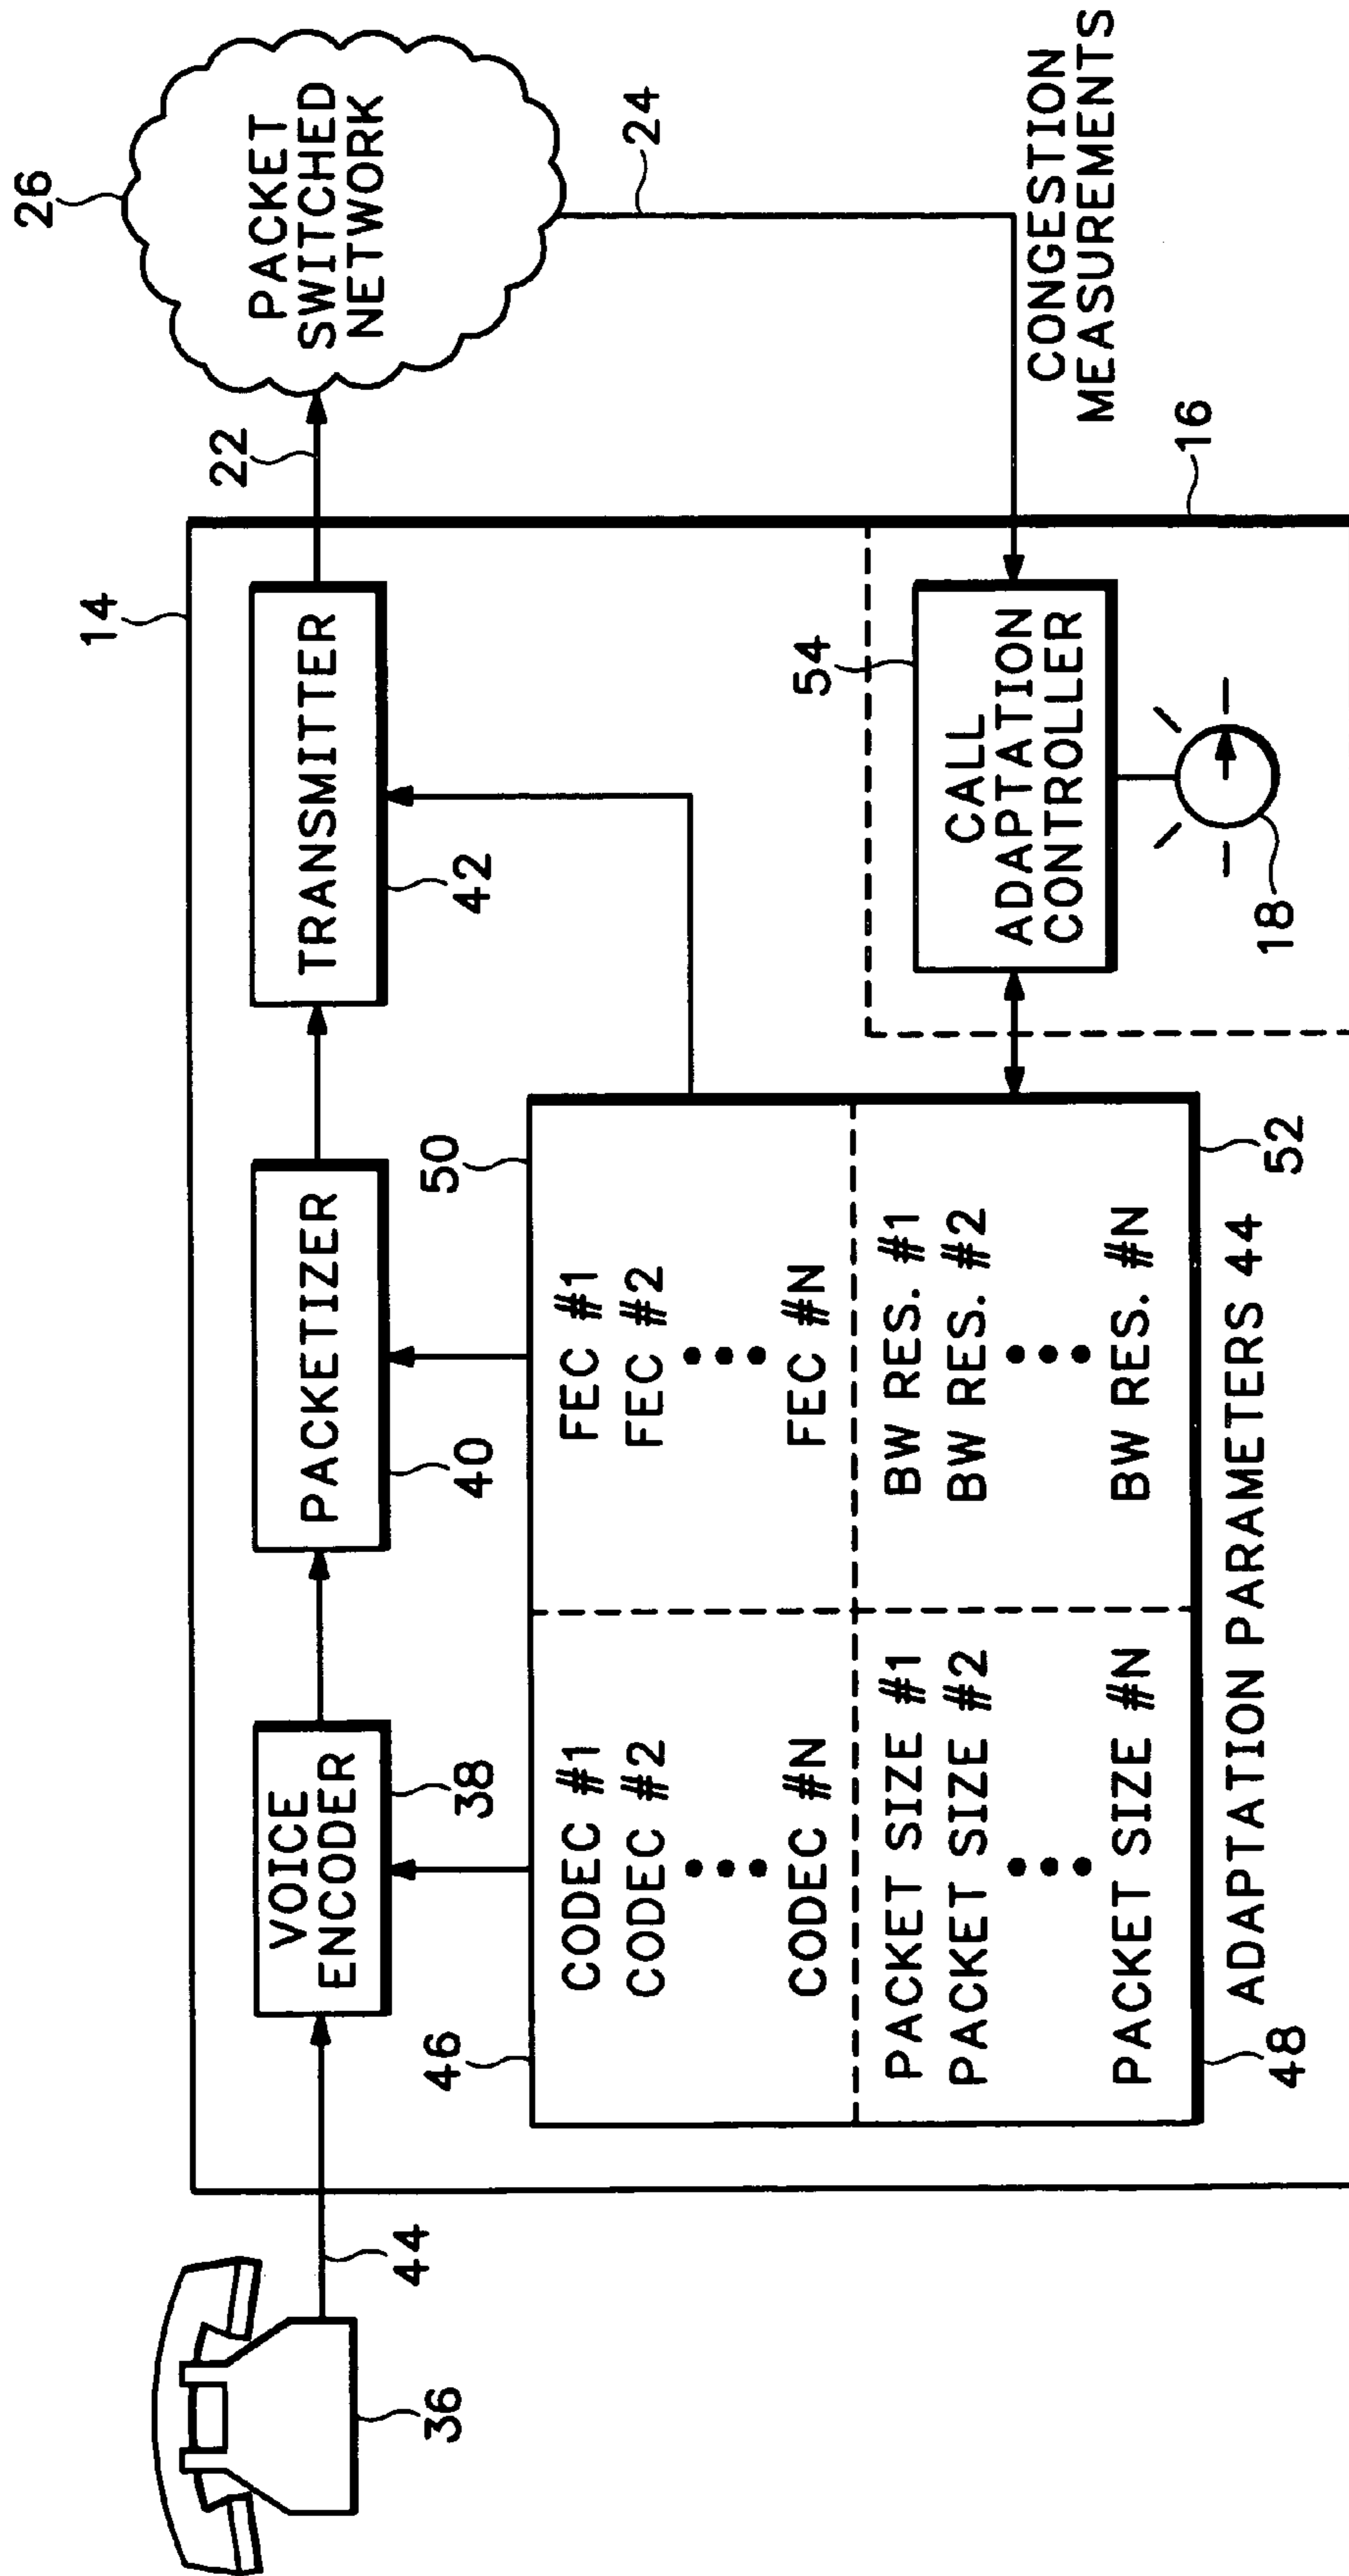 26
PACKET
SWITCHED
NETWORK
22
24
14
TRANSMITTER
42
PACKETIZER
40
VOICE
ENCODER
38
44
36
CONGESTION
MEASUREMENTS
16
54
CALL
ADAPTATION
CONTROLLER
18
46
CODEC #1
CODEC #2
CODEC #N
50
FEC #1
FEC #2
FEC #N
PACKET SIZE #1
PACKET SIZE #2
PACKET SIZE #N
48
BW RES. #1
BW RES. #2
BW RES. #N
52
ADAPTATION PARAMETERS 44